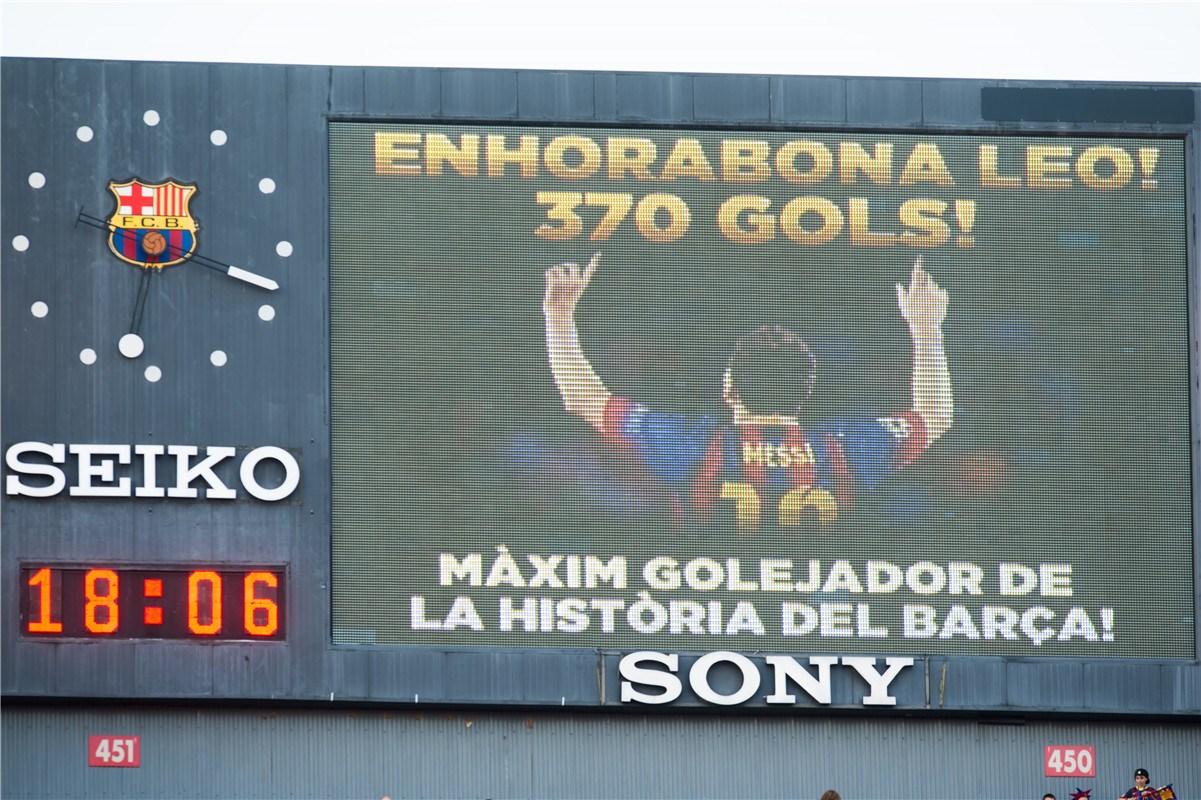 ENHORABONA LEO!
370 GOLS!
F.C.B.
MESSI
10
SEIKO
18:06
MÀXIM GOLEJADOR DE
LA HISTÒRIA DEL BARÇA!
SONY
451
450